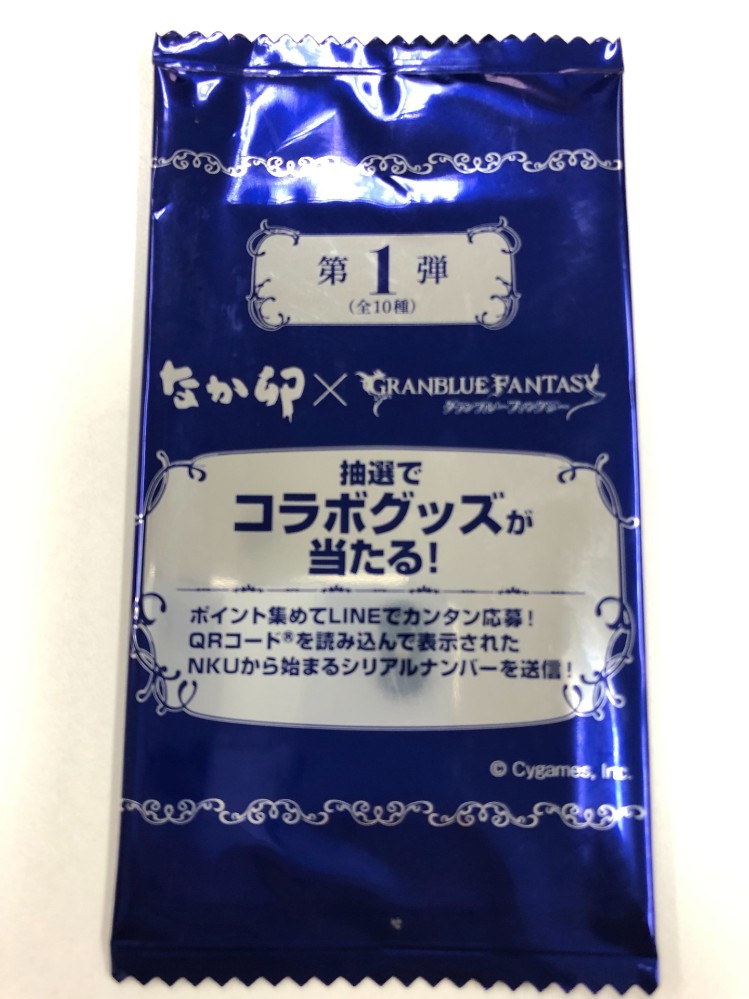 第1弾
(全10種)
なか卯×GRANBLUE FANTASY
グランブルーファンタジー
抽選で
コラボグッズが
当たる!
ポイント集めてLINEでカンタン応募!
QRコード®を読み込んで表示された
NKUから始まるシリアルナンバーを送信!
© Cygames, Inc.